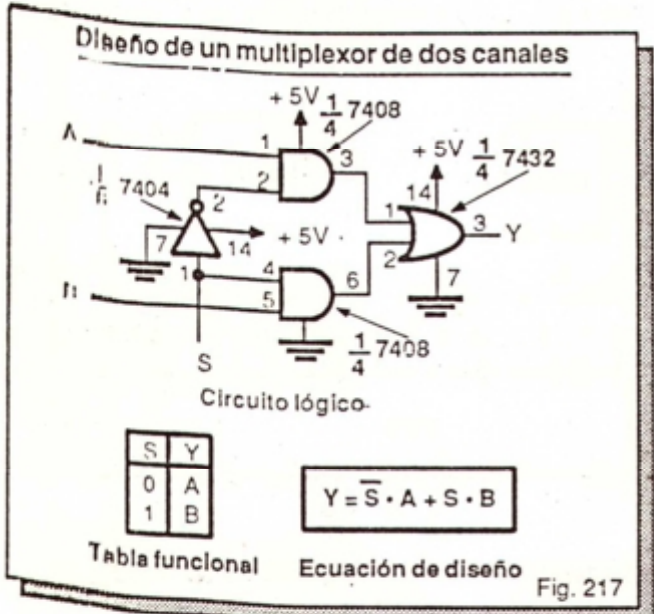 Diseño de un multiplexor de dos canales
+ 5V 1/4 7408
A
1
3
2
+ 5V 1/4 7432
14
1
3
Y
2
7
7404
2
7
14
+ 5V
1
4
6
5
B
1/4 7408
S
Circuito lógico
S Y
0 A
1 B
Y = S̅ • A + S • B
Tabla funcional
Ecuación de diseño
Fig. 217